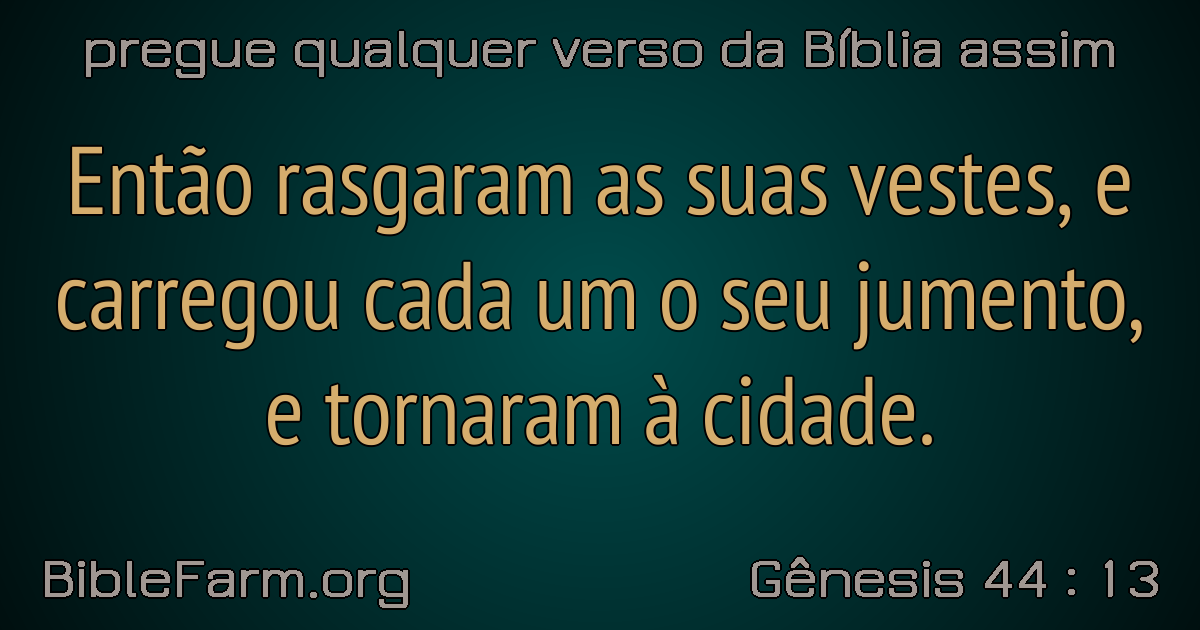 pregue qualquer verso da Bíblia assim
Então rasgaram as suas vestes, e
carregou cada um o seu jumento,
e tornaram à cidade.
BibleFarm.org
Gênesis 44 : 13